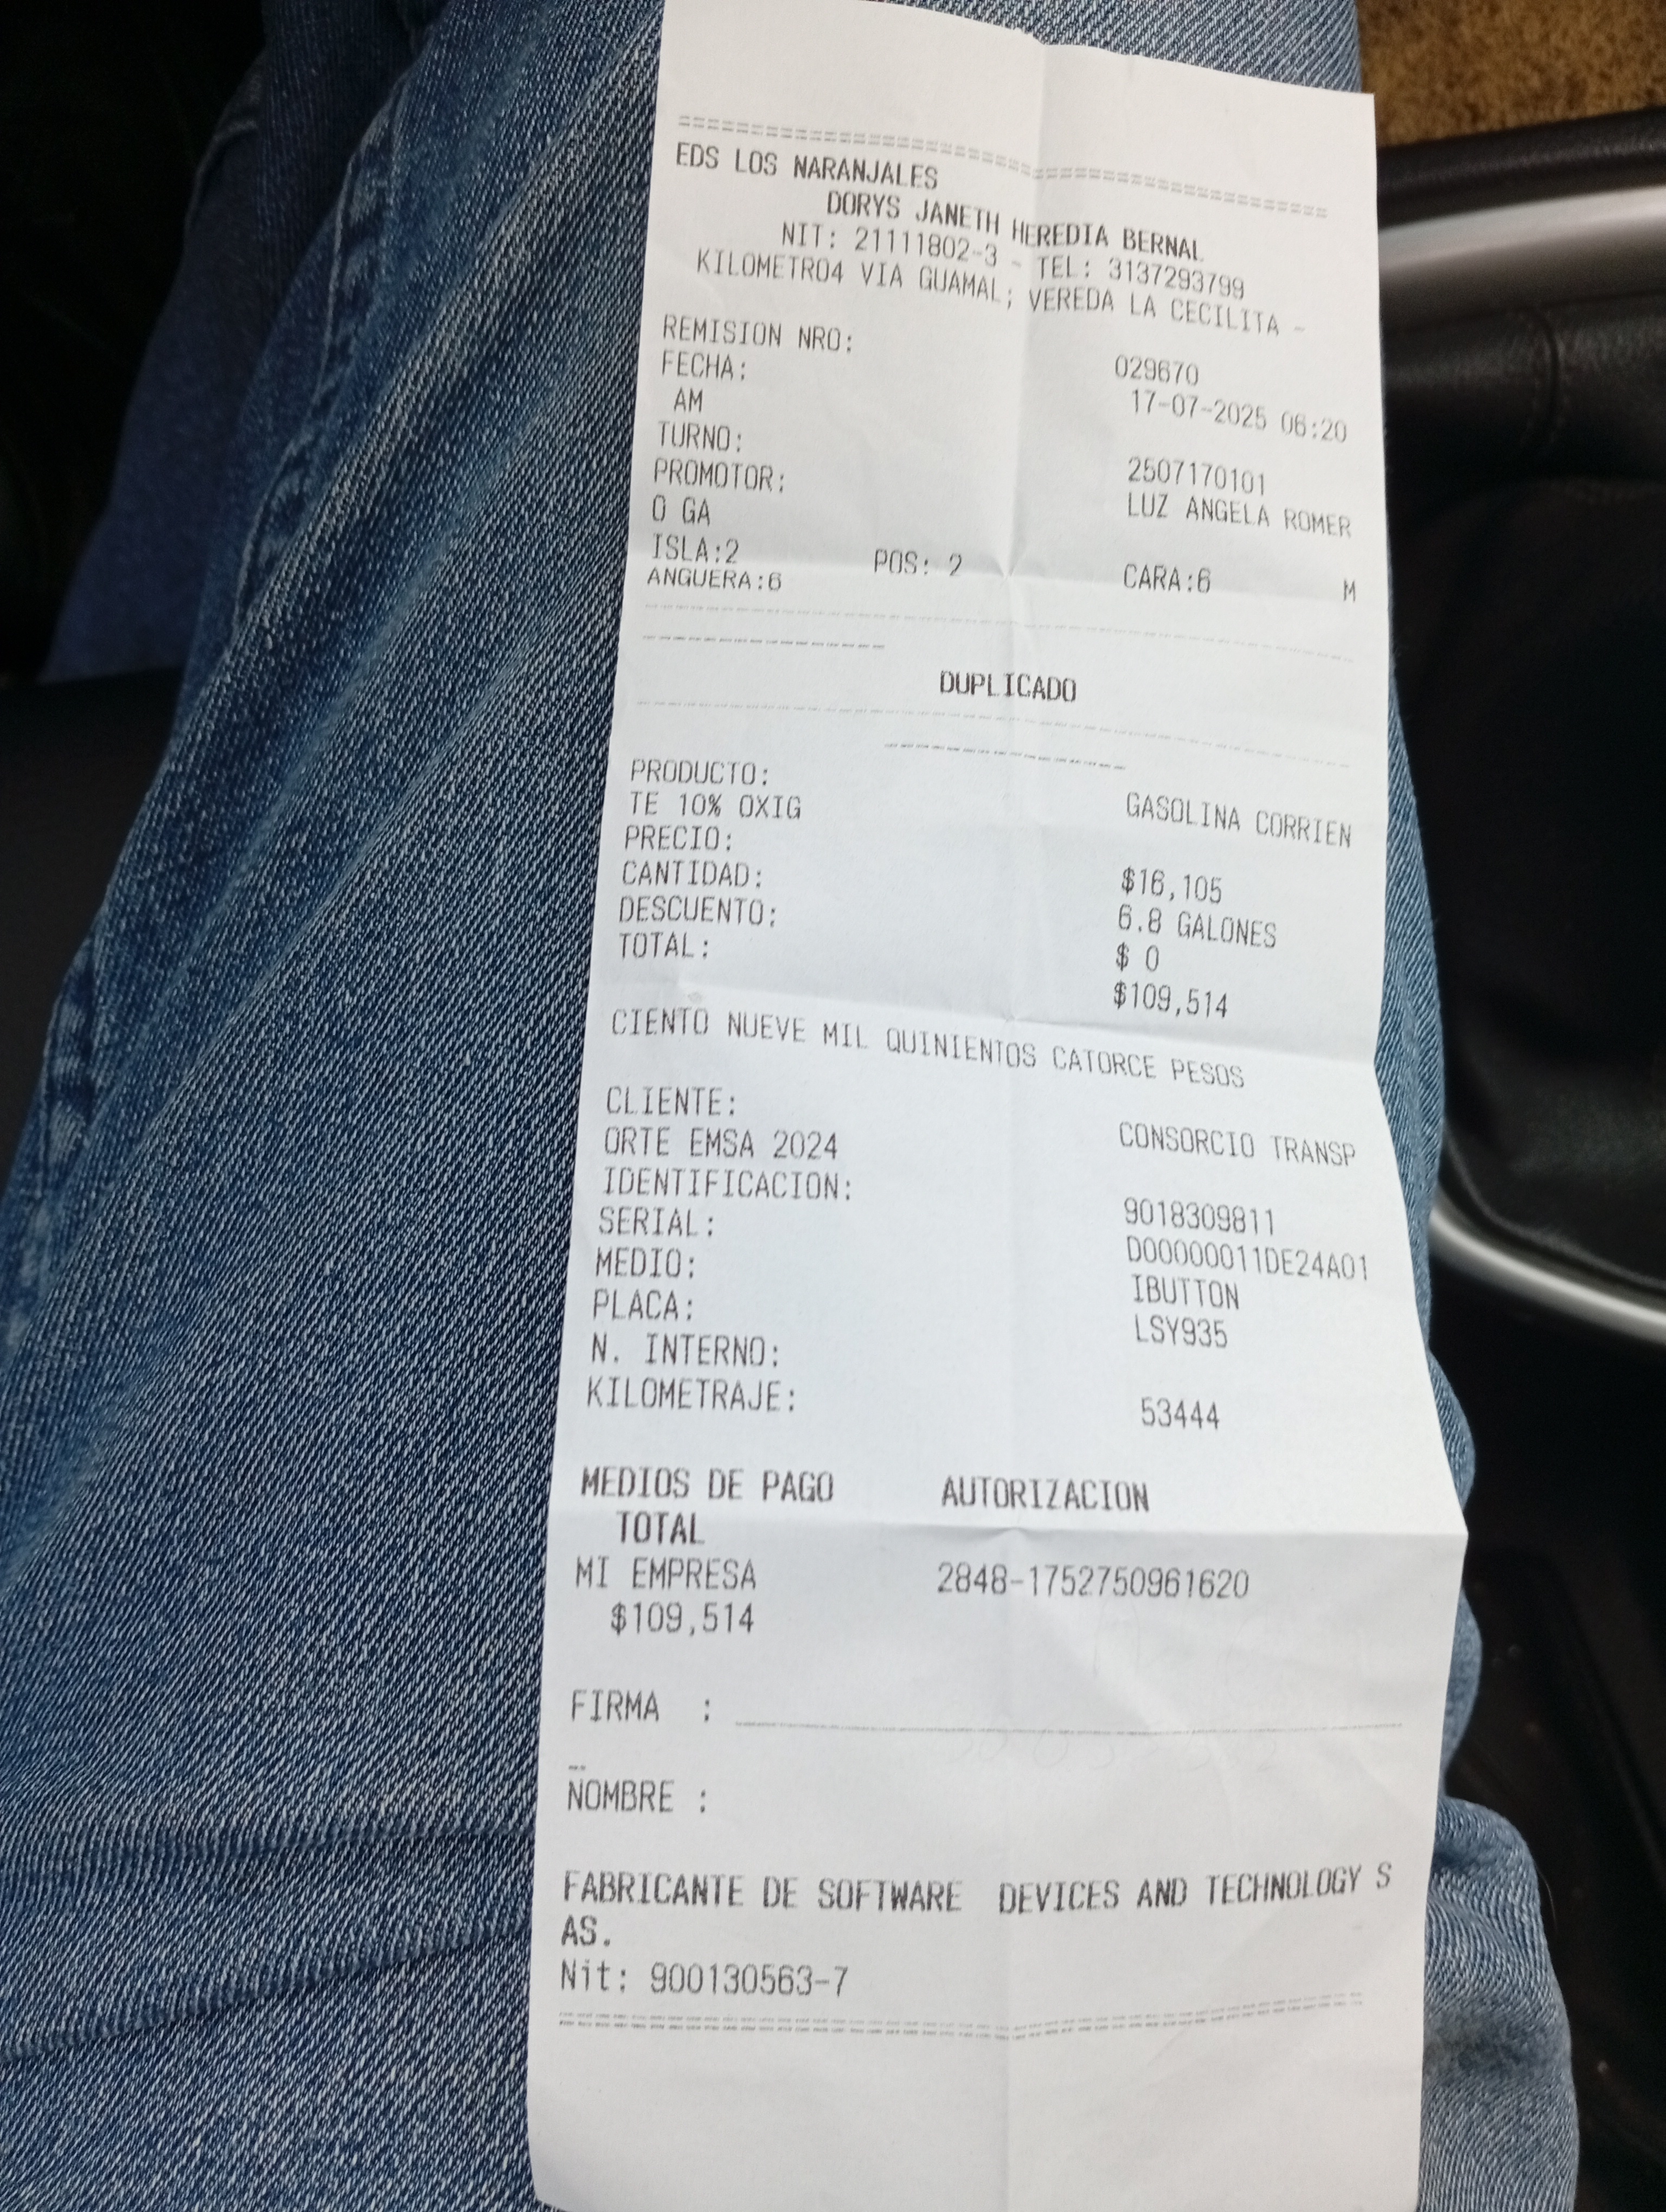 EDS LOS NARANJALES
DORYS JANETH HEREDIA BERNAL
NIT: 21111802-3 - TEL: 3137293799
KILOMETRO4 VIA GUAMAL; VEREDA LA CECILITA -
REMISION NRO: 029670
FECHA: 17-07-2025 06:20
AM
TURNO: 2507170101
PROMOTOR: LUZ ANGELA ROMER
O GA
ISLA:2 POS: 2 CARA:6 M
ANGUERA:6
DUPLICADO
PRODUCTO: GASOLINA CORRIEN
TE 10% OXIG
PRECIO: $16,105
CANTIDAD: 6.8 GALONES
DESCUENTO: $ 0
TOTAL: $109,514
CIENTO NUEVE MIL QUINIENTOS CATORCE PESOS
CLIENTE: CONSORCIO TRANSP
ORTE EMSA 2024
IDENTIFICACION: 9018309811
SERIAL: D00000011DE24A01
MEDIO: IBUTTON
PLACA: LSY935
N. INTERNO:
KILOMETRAJE: 53444
MEDIOS DE PAGO AUTORIZACION
TOTAL
MI EMPRESA 2848-1752750961620
$109,514
FIRMA :
NOMBRE :
FABRICANTE DE SOFTWARE DEVICES AND TECHNOLOGY S
AS.
Nit: 900130563-7